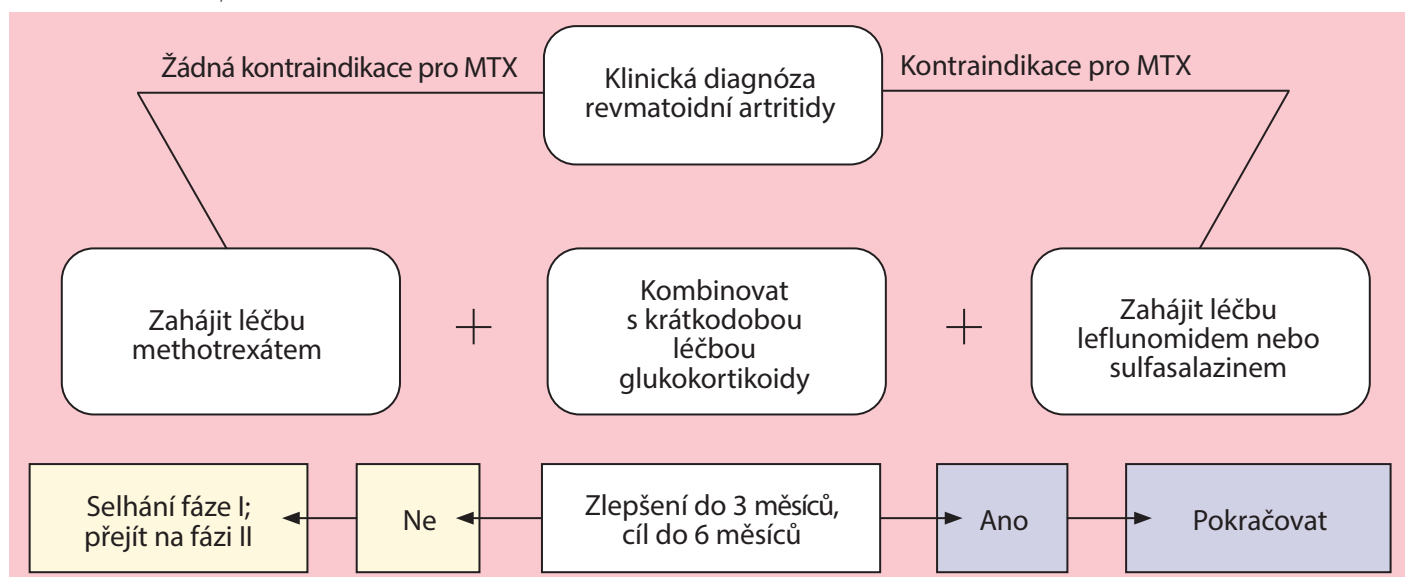 Žádná kontraindikace pro MTX
Klinická diagnóza
revmatoidní artritidy
Kontraindikace pro MTX
Zahájit léčbu
methotrexátem
+
Kombinovat
s krátkodobou
léčbou
glukokortikoidy
+
Zahájit léčbu
leflunomidem nebo
sulfasalazinem
Selhání fáze I;
přejít na fázi II
Ne
Zlepšení do 3 měsíců,
cíl do 6 měsíců
Ano
Pokračovat